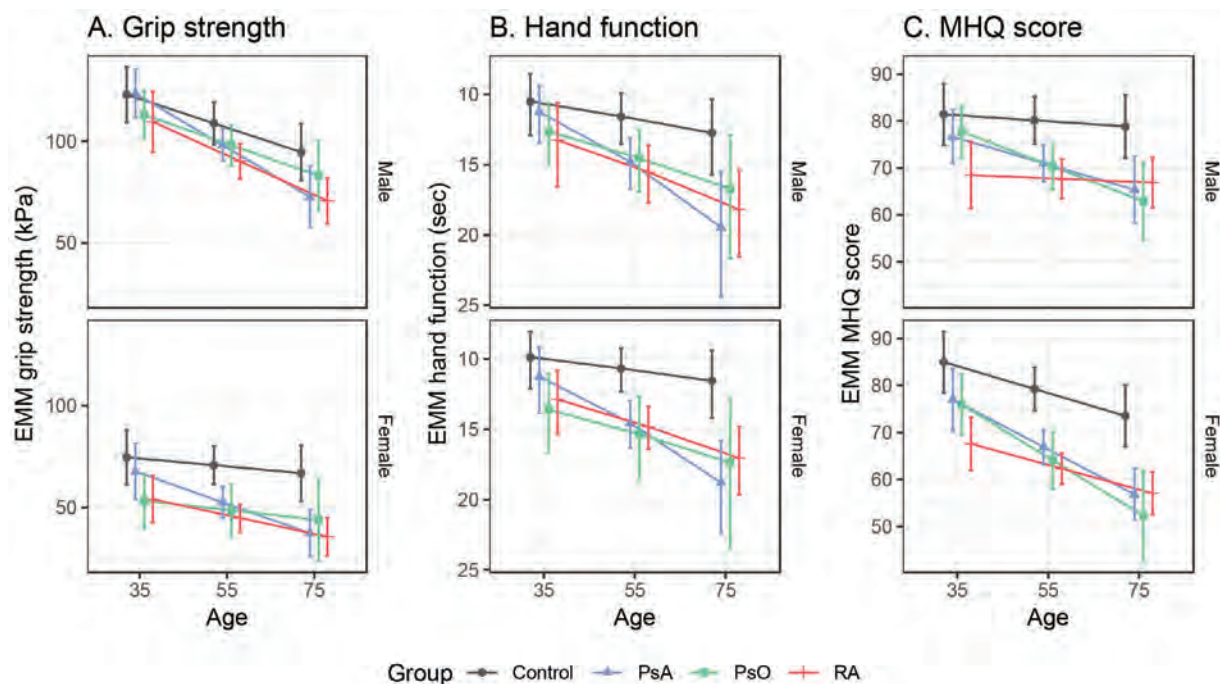 A. Grip strength
B. Hand function
C. MHQ score
EMM grip strength (kPa)
100
50
Male
100
50
Female
35
55
75
Age
EMM hand function (sec)
10
15
20
25
Male
10
15
20
25
Female
35
55
75
Age
EMM MHQ score
90
80
70
60
50
Male
90
80
70
60
50
Female
35
55
75
Age
Group Control PsA PsO RA